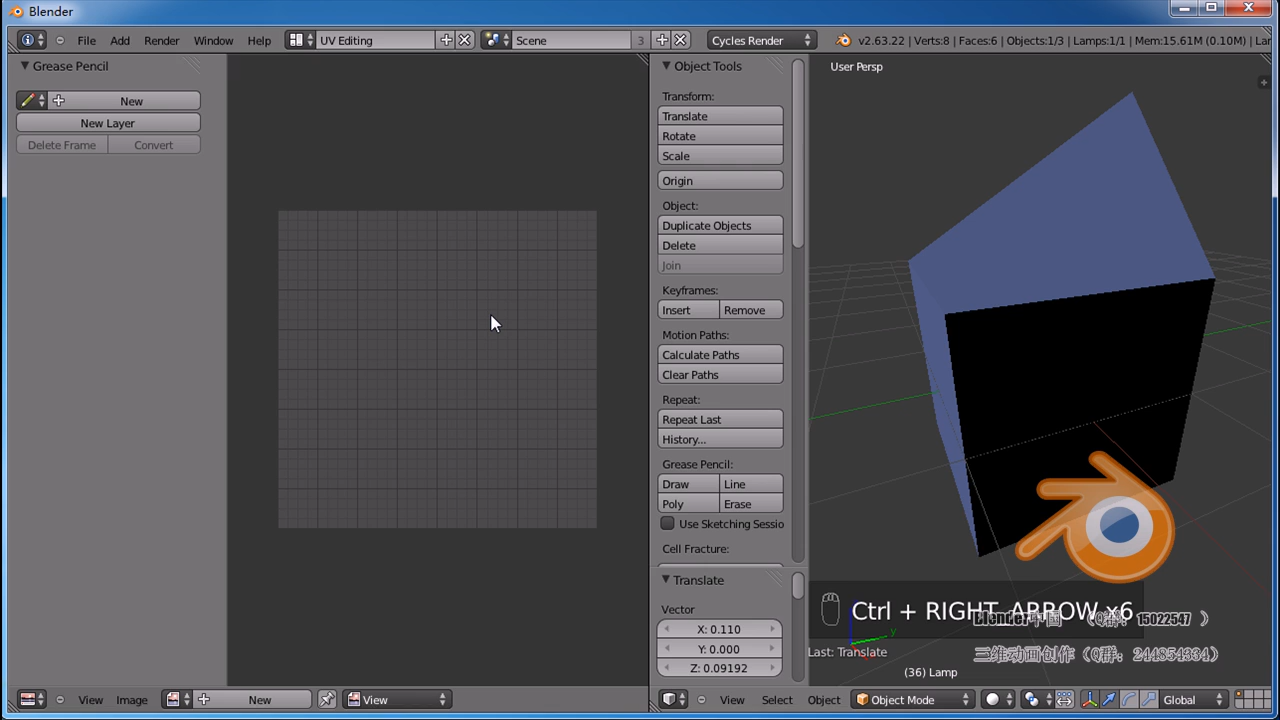 Blender
File Add Render Window Help UV Editing Scene 3 Cycles Render v2.63.22 | Verts:8 | Faces:6 | Objects:1/3 | Lamps:1/1 | Mem:15.61M (0.10M) | Lar
Grease Pencil
New
New Layer
Delete Frame Convert
Object Tools
Transform:
Translate
Rotate
Scale
Origin
Object:
Duplicate Objects
Delete
Join
Keyframes:
Insert Remove
Motion Paths:
Calculate Paths
Clear Paths
Repeat:
Repeat Last
History...
Grease Pencil:
Draw Line
Poly Erase
Use Sketching Sessio
Cell Fracture:
Translate
Vector
X: 0.110
Y: 0.000
Z: 0.09192
User Persp
Ctrl + RIGHT_ARROW x6
Blender中国 （Q群：15022547 ）
y
Last: Translate
三维动画创作（Q群：244854334）
(36) Lamp
View Image New View
View Select Object Object Mode Global